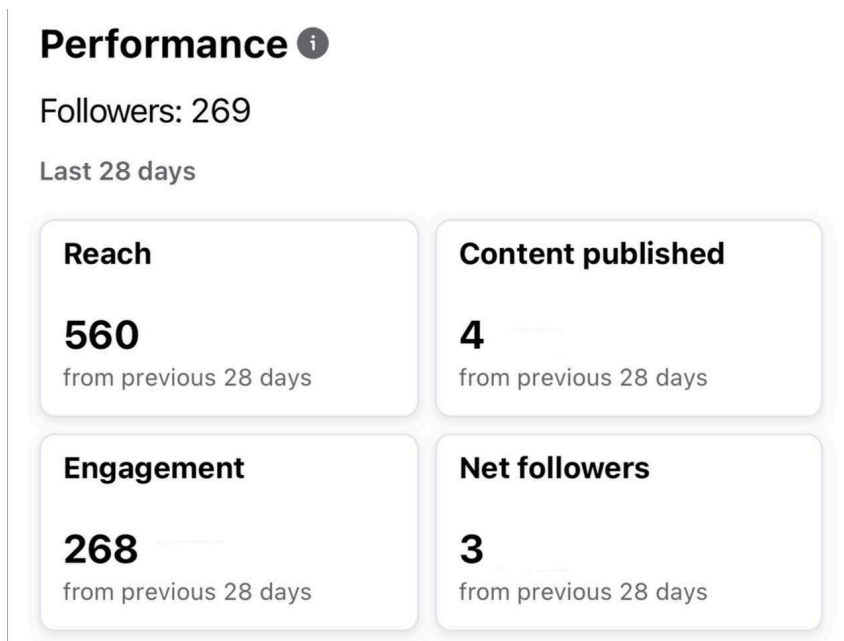 Performance
Followers: 269
Last 28 days
Reach
560
from previous 28 days
Content published
4
from previous 28 days
Engagement
268
from previous 28 days
Net followers
3
from previous 28 days